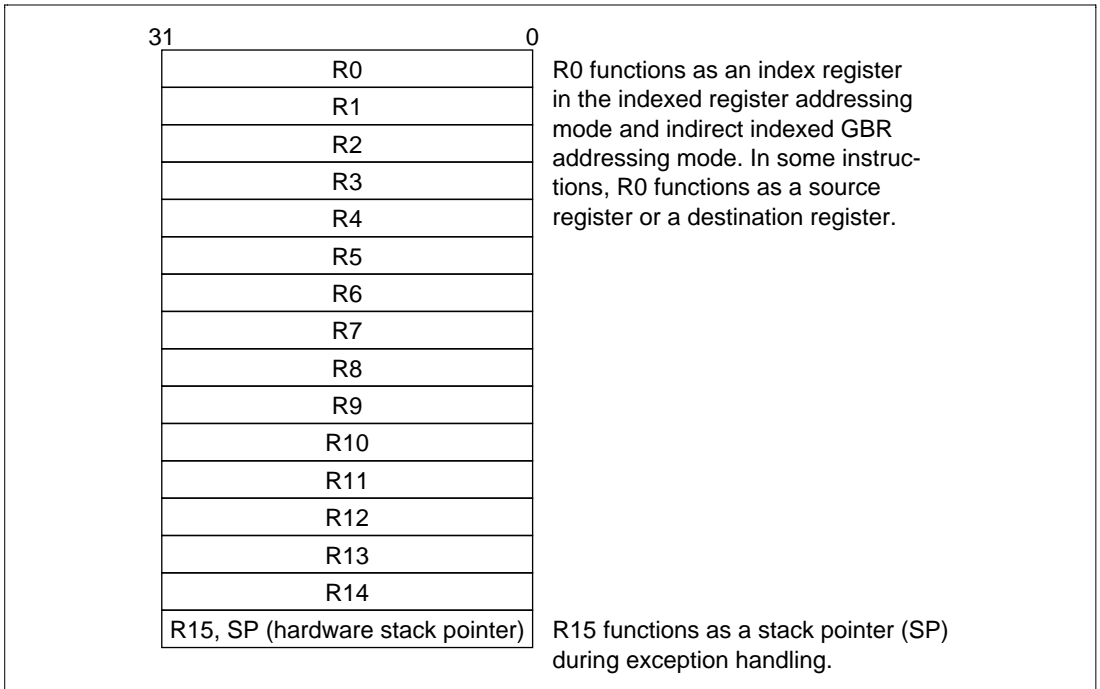 31 0
R0
R0 functions as an index register
in the indexed register addressing
mode and indirect indexed GBR
addressing mode. In some instruc-
tions, R0 functions as a source
register or a destination register.
R1
R2
R3
R4
R5
R6
R7
R8
R9
R10
R11
R12
R13
R14
R15, SP (hardware stack pointer)
R15 functions as a stack pointer (SP)
during exception handling.